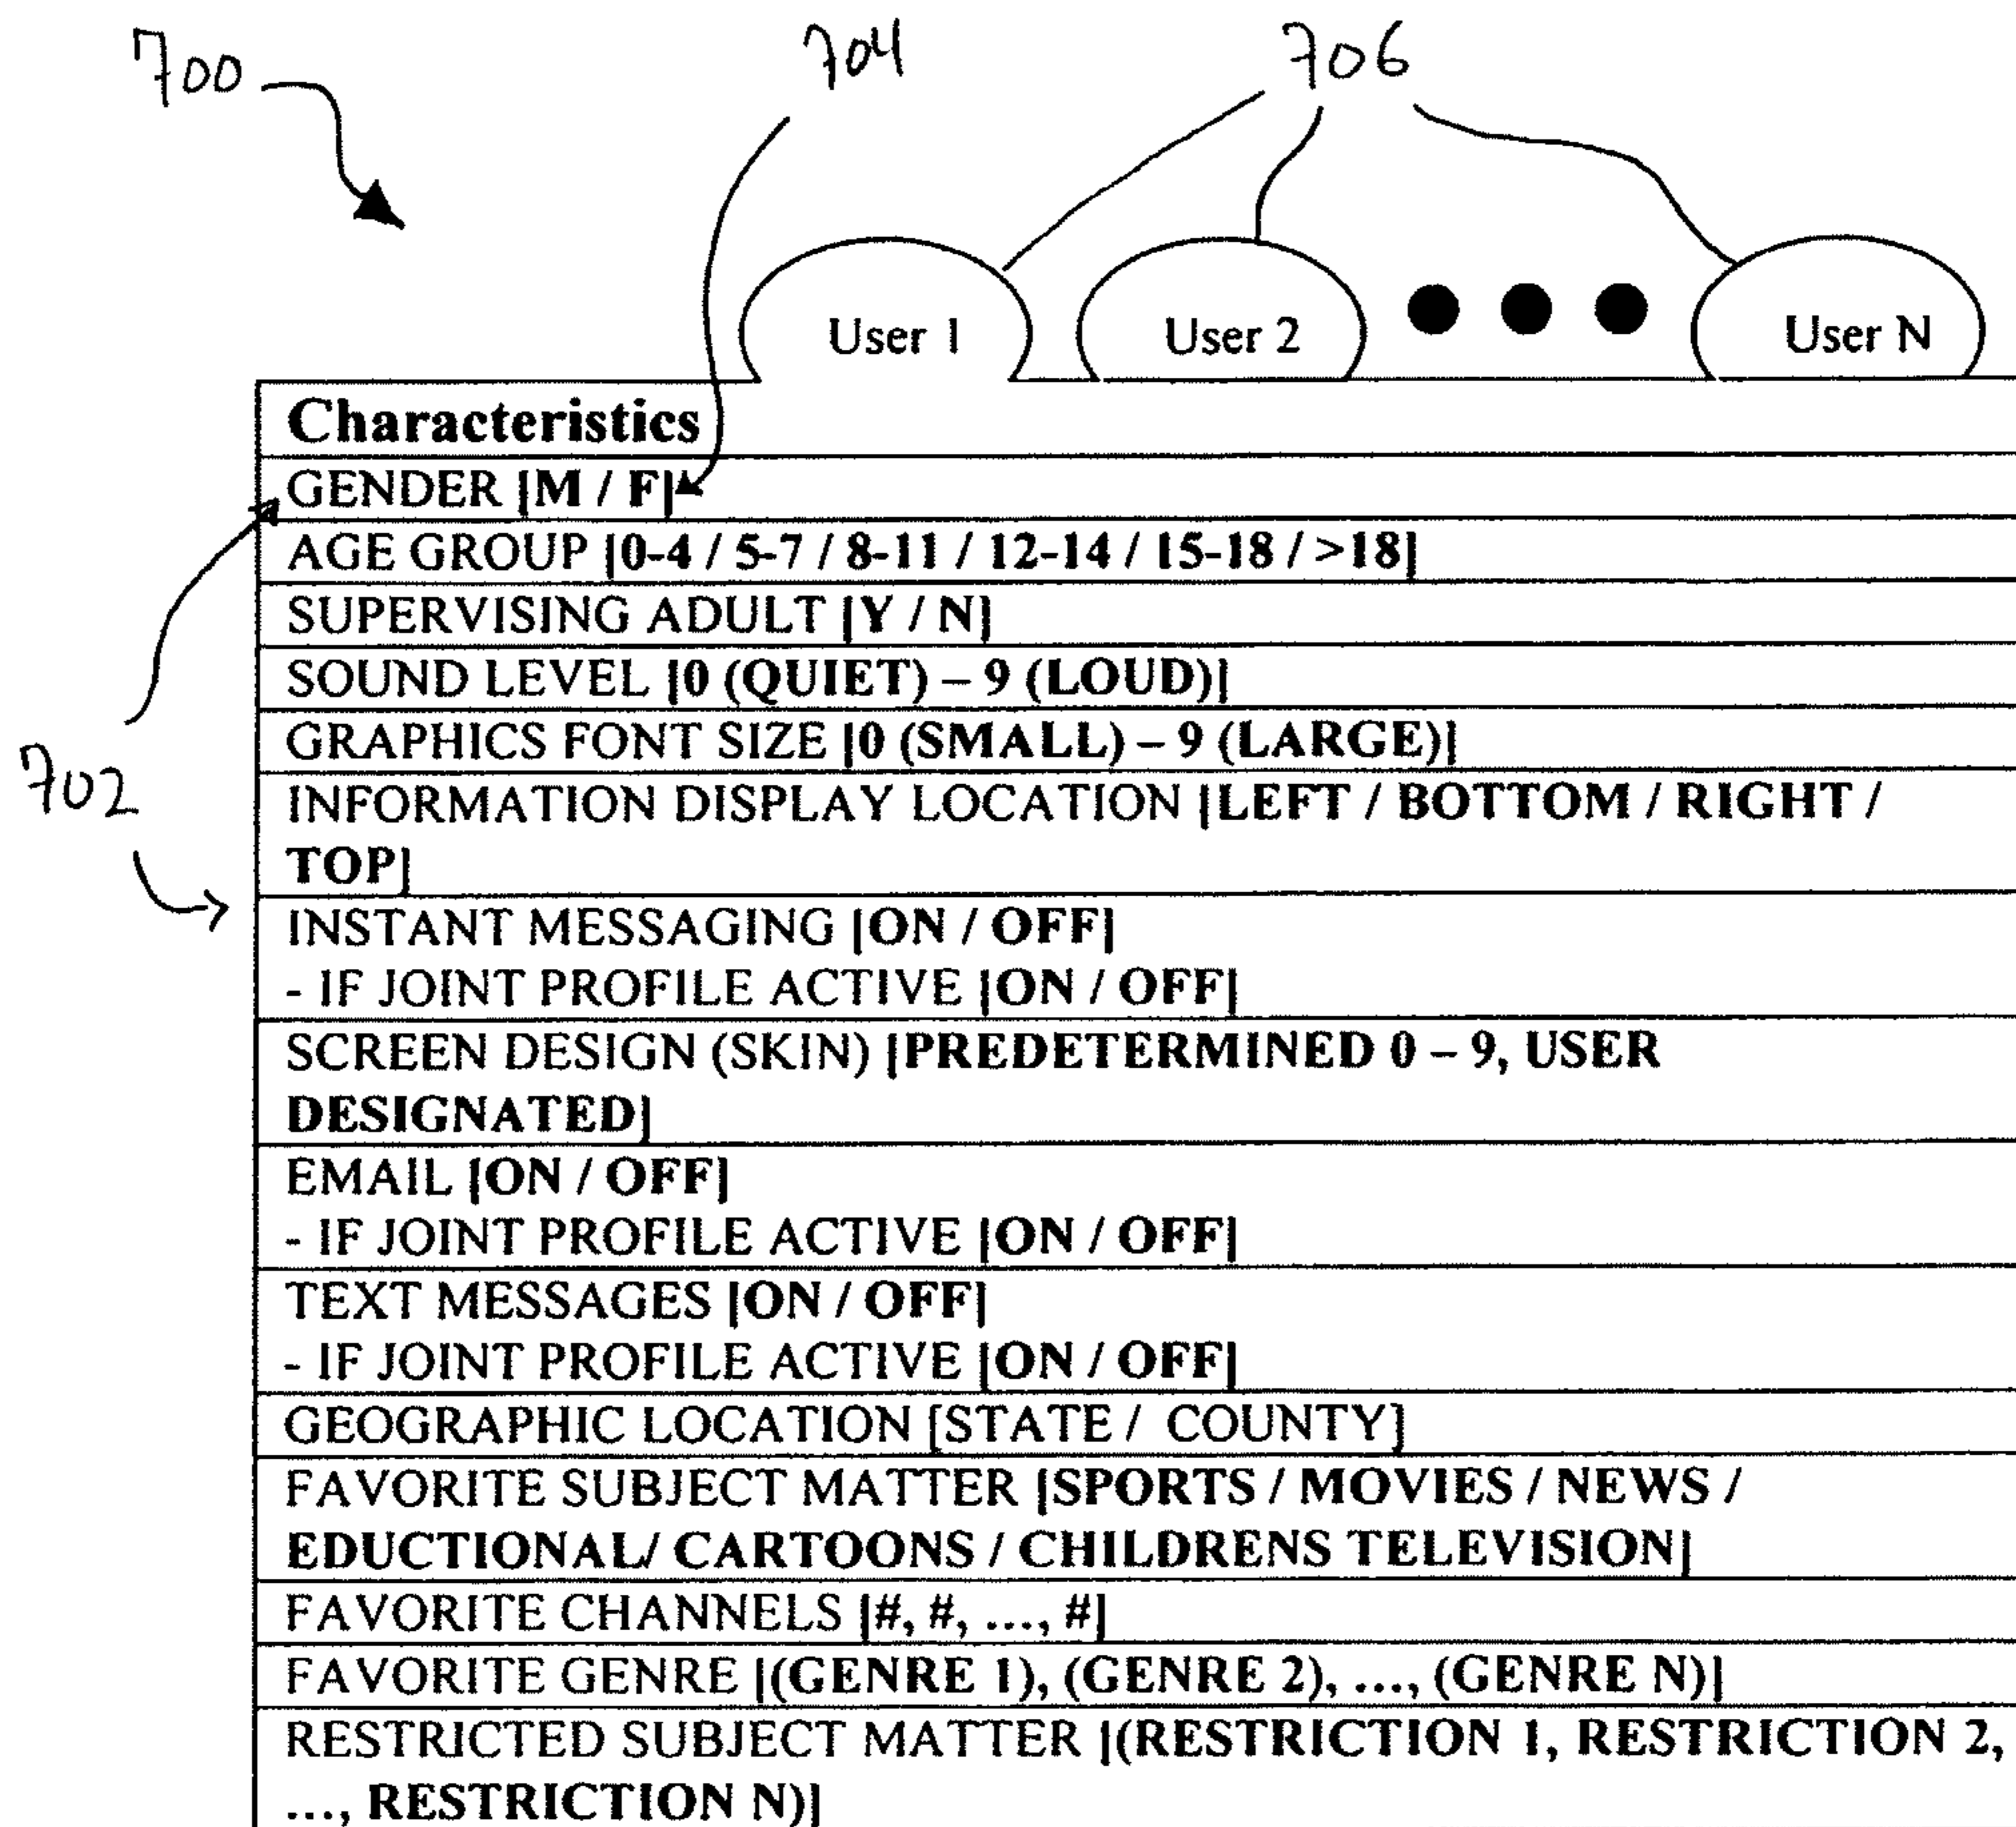 700
704
706
User 1
User 2
User N
Characteristics
GENDER [M / F]
AGE GROUP [0-4 / 5-7 / 8-11 / 12-14 / 15-18 / >18]
SUPERVISING ADULT [Y / N]
SOUND LEVEL [0 (QUIET) – 9 (LOUD)]
GRAPHICS FONT SIZE [0 (SMALL) – 9 (LARGE)]
702
INFORMATION DISPLAY LOCATION [LEFT / BOTTOM / RIGHT /
TOP]
INSTANT MESSAGING [ON / OFF]
- IF JOINT PROFILE ACTIVE [ON / OFF]
SCREEN DESIGN (SKIN) [PREDETERMINED 0 – 9, USER
DESIGNATED]
EMAIL [ON / OFF]
- IF JOINT PROFILE ACTIVE [ON / OFF]
TEXT MESSAGES [ON / OFF]
- IF JOINT PROFILE ACTIVE [ON / OFF]
GEOGRAPHIC LOCATION [STATE / COUNTY]
FAVORITE SUBJECT MATTER [SPORTS / MOVIES / NEWS /
EDUCTIONAL/ CARTOONS / CHILDRENS TELEVISION]
FAVORITE CHANNELS [#, #, ..., #]
FAVORITE GENRE [(GENRE 1), (GENRE 2), ..., (GENRE N)]
RESTRICTED SUBJECT MATTER [(RESTRICTION 1, RESTRICTION 2,
..., RESTRICTION N)]